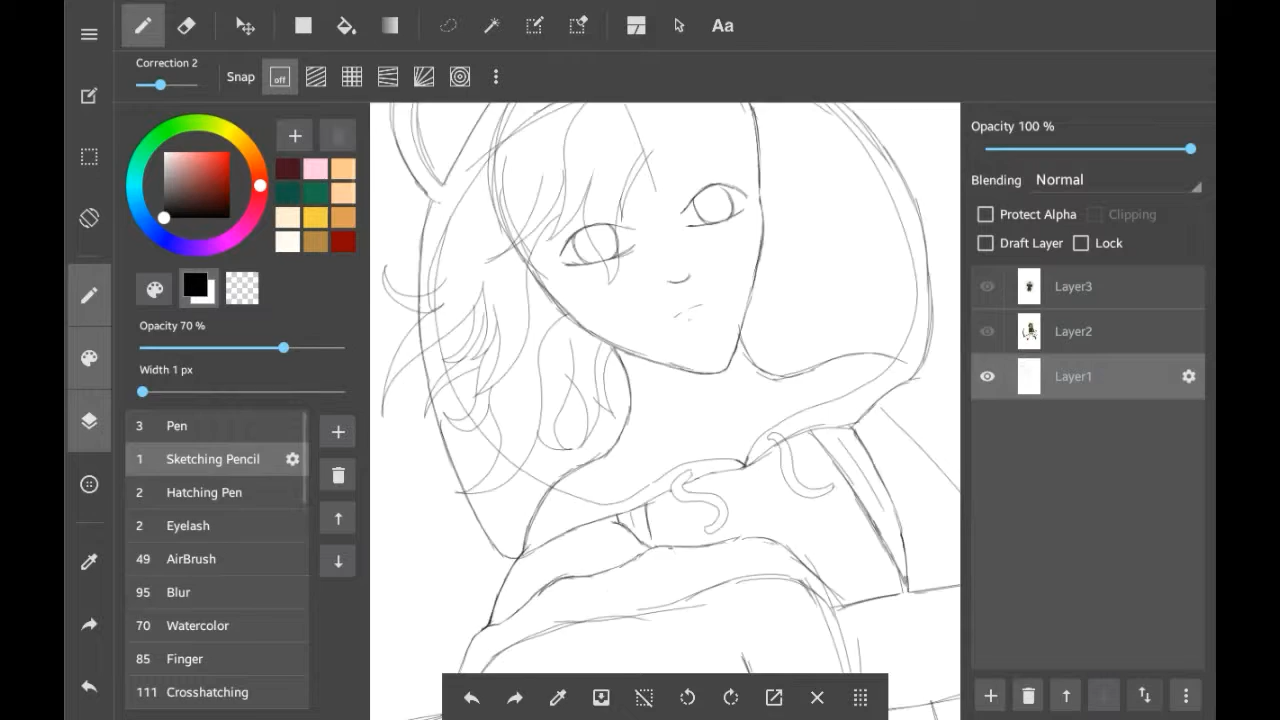 Aa
Correction 2
Snap
off
Opacity 100 %
Blending Normal
Protect Alpha Clipping
Draft Layer Lock
Layer3
Layer2
Layer1
Opacity 70 %
Width 1 px
3 Pen
1 Sketching Pencil
2 Hatching Pen
2 Eyelash
49 AirBrush
95 Blur
70 Watercolor
85 Finger
111 Crosshatching